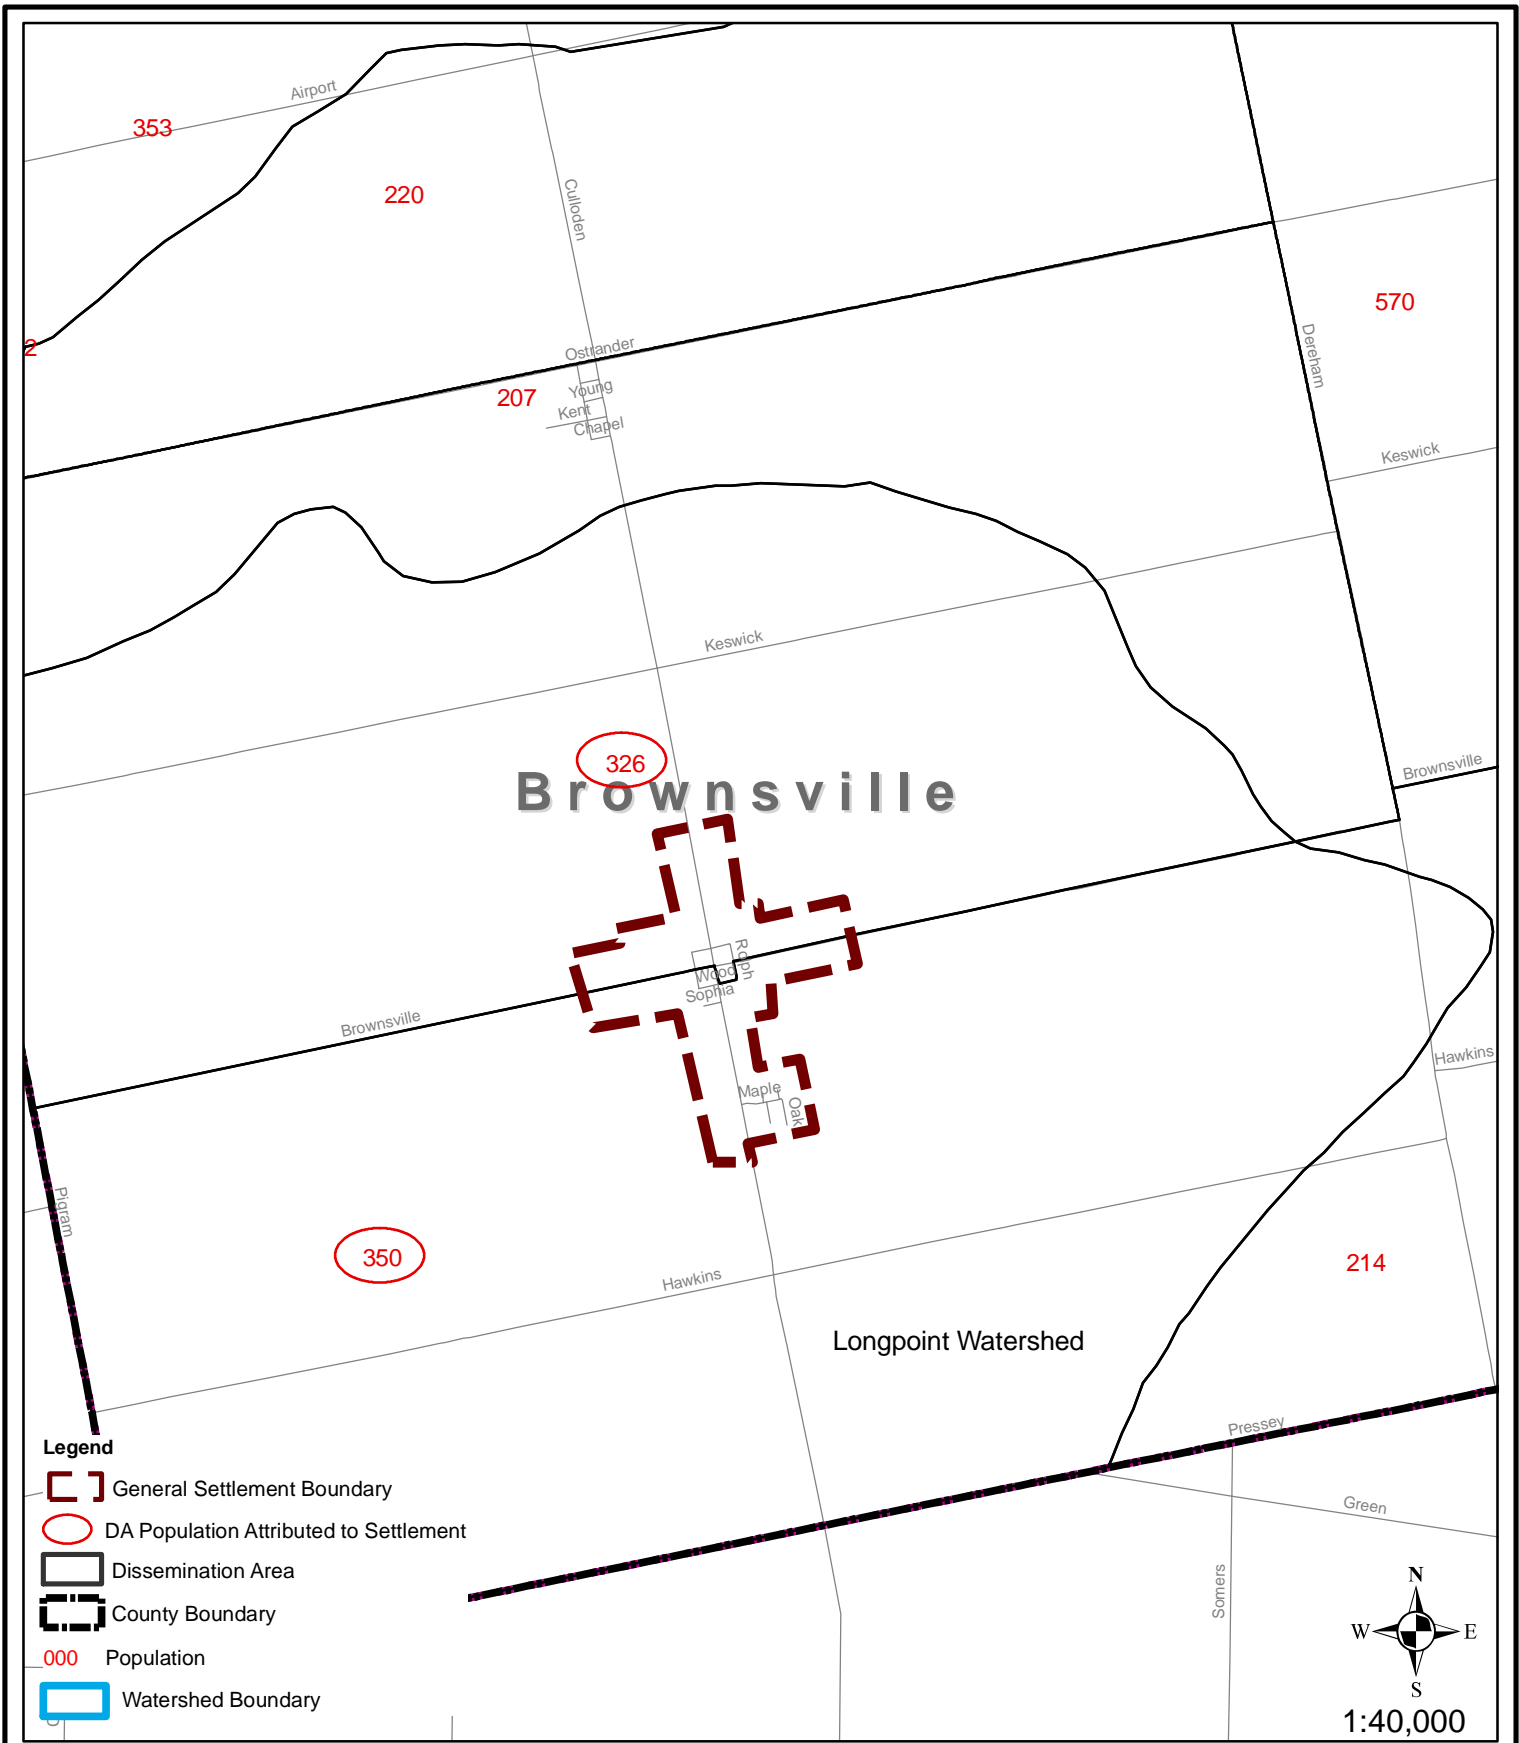 Airport
353
220
Culloden
570
2
Ostrander
Dereham
Young
207
Kent
Chapel
Keswick
Keswick
326
Brownsville
Brownsville
Rolph
Wood
Sophia
Brownsville
Hawkins
Maple
Oak
Pigram
350
214
Hawkins
Longpoint Watershed
Pressey
Legend
General Settlement Boundary
Green
DA Population Attributed to Settlement
Dissemination Area
Somers
N
County Boundary
W E
000 Population
S
Watershed Boundary
1:40,000